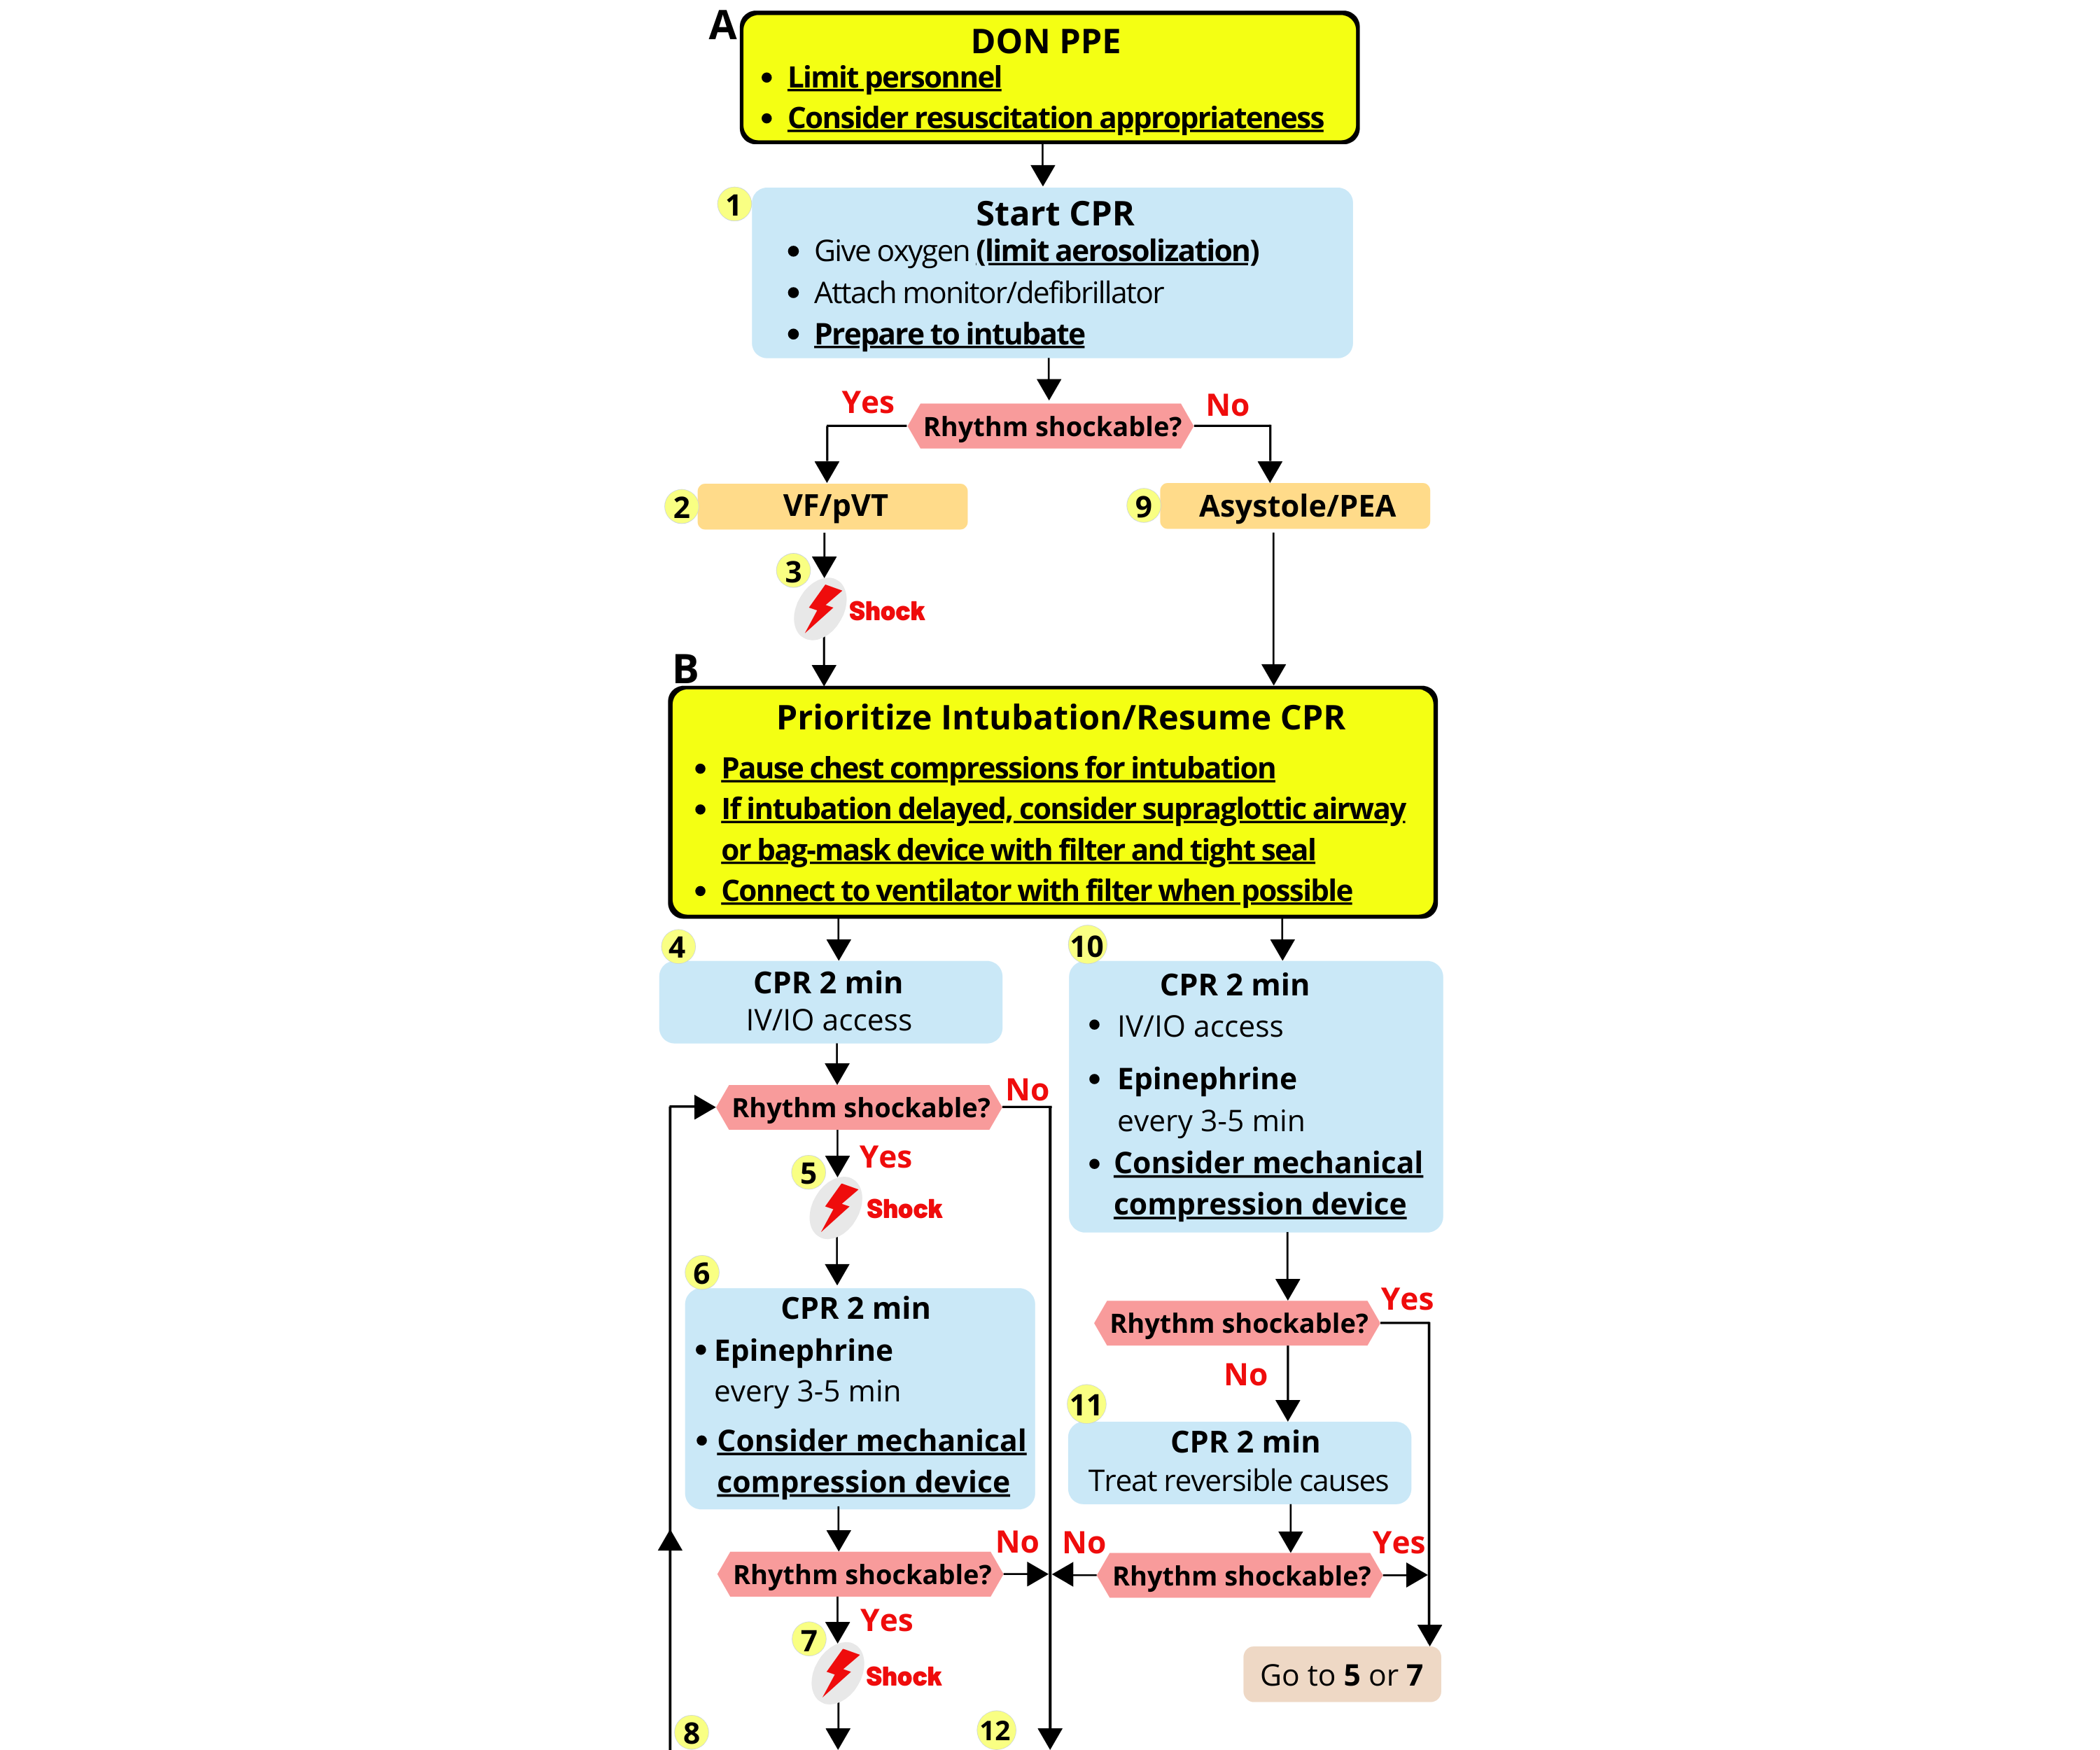 A
DON PPE
• Limit personnel
• Consider resuscitation appropriateness
1
Start CPR
• Give oxygen (limit aerosolization)
• Attach monitor/defibrillator
• Prepare to intubate
Yes
Rhythm shockable?
No
2
VF/pVT
9
Asystole/PEA
3
Shock
B
Prioritize Intubation/Resume CPR
• Pause chest compressions for intubation
• If intubation delayed, consider supraglottic airway
or bag-mask device with filter and tight seal
• Connect to ventilator with filter when possible
4
CPR 2 min
IV/IO access
Rhythm shockable?
No
Yes
5
Shock
6
CPR 2 min
• Epinephrine
every 3-5 min
• Consider mechanical
compression device
Rhythm shockable?
No
Yes
7
Shock
8
10
CPR 2 min
• IV/IO access
• Epinephrine
every 3-5 min
• Consider mechanical
compression device
Rhythm shockable?
Yes
No
11
CPR 2 min
Treat reversible causes
No
Rhythm shockable?
Yes
Go to 5 or 7
12